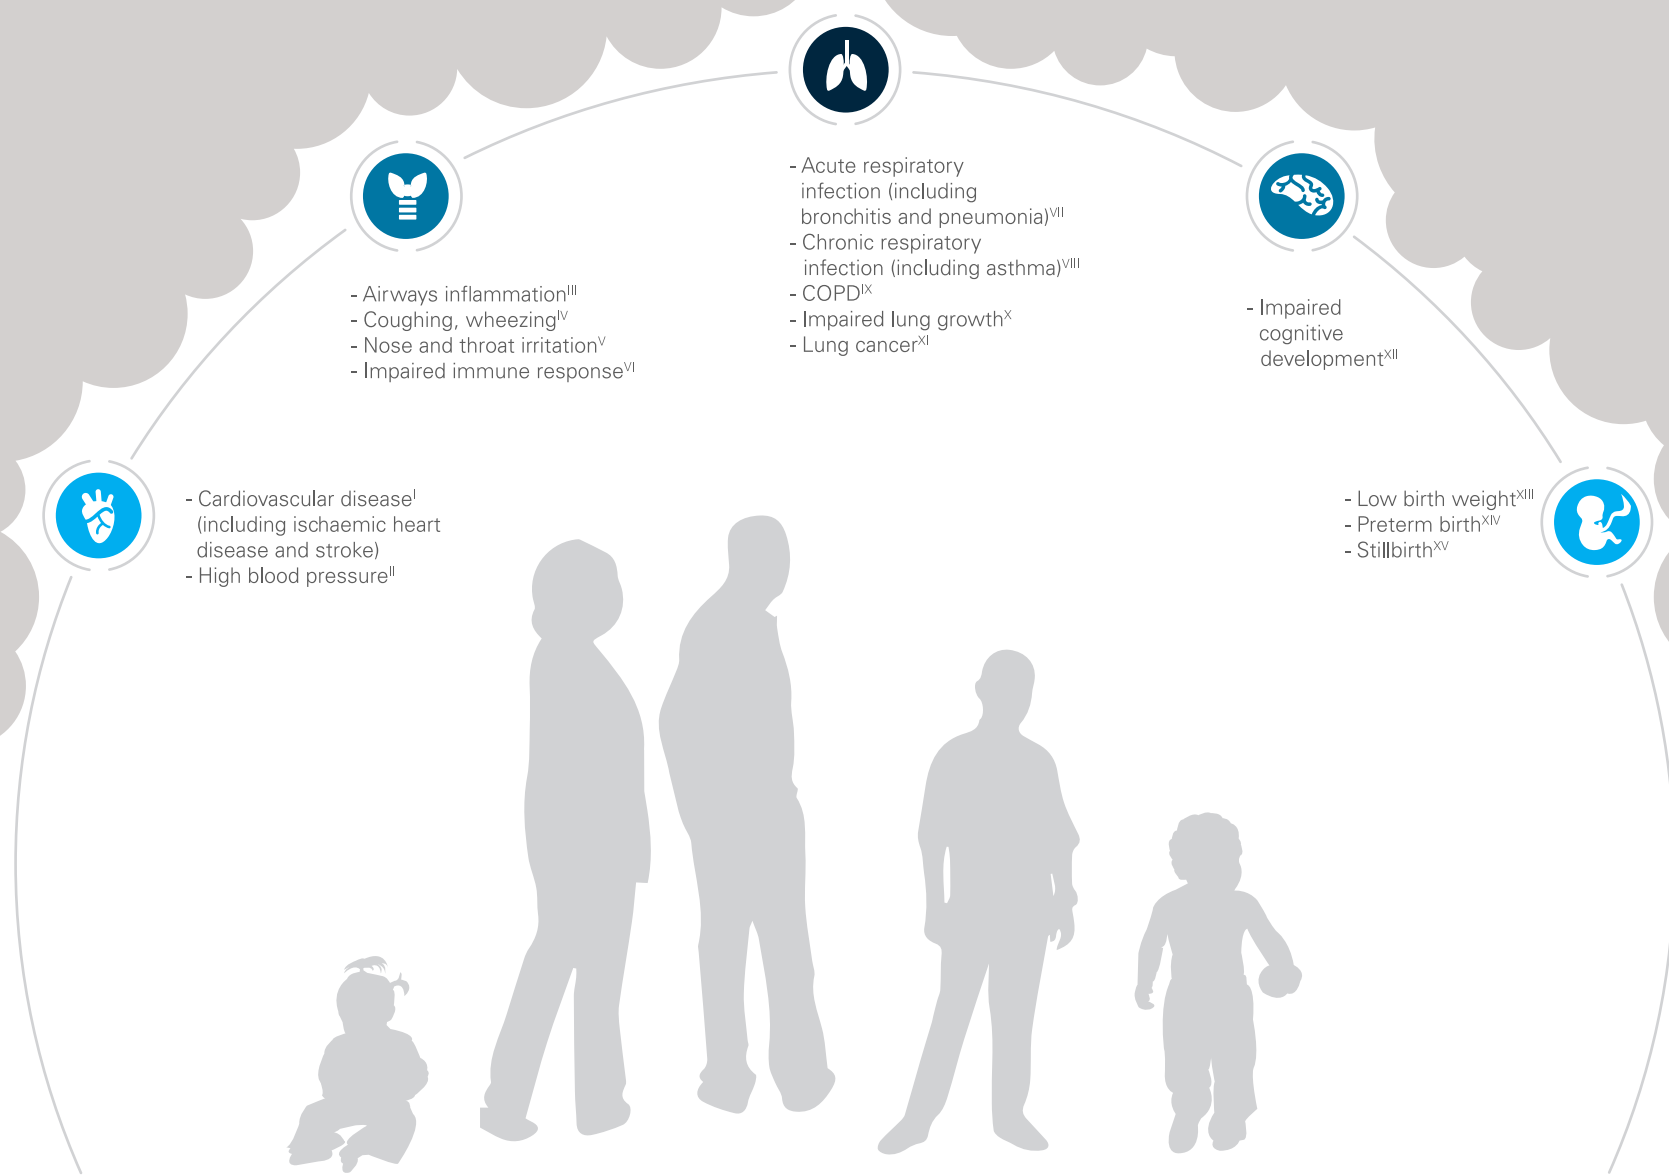 - Acute respiratory
infection (including
bronchitis and pneumonia)VII
- Chronic respiratory
infection (including asthma)VIII
- COPDIX
- Impaired lung growthX
- Lung cancerXI
- Airways inflammationIII
- Coughing, wheezingIV
- Nose and throat irritationV
- Impaired immune responseVI
- Impaired
cognitive
developmentXII
- Cardiovascular diseaseI
(including ischaemic heart
disease and stroke)
- High blood pressureII
- Low birth weightXIII
- Preterm birthXIV
- StillbirthXV